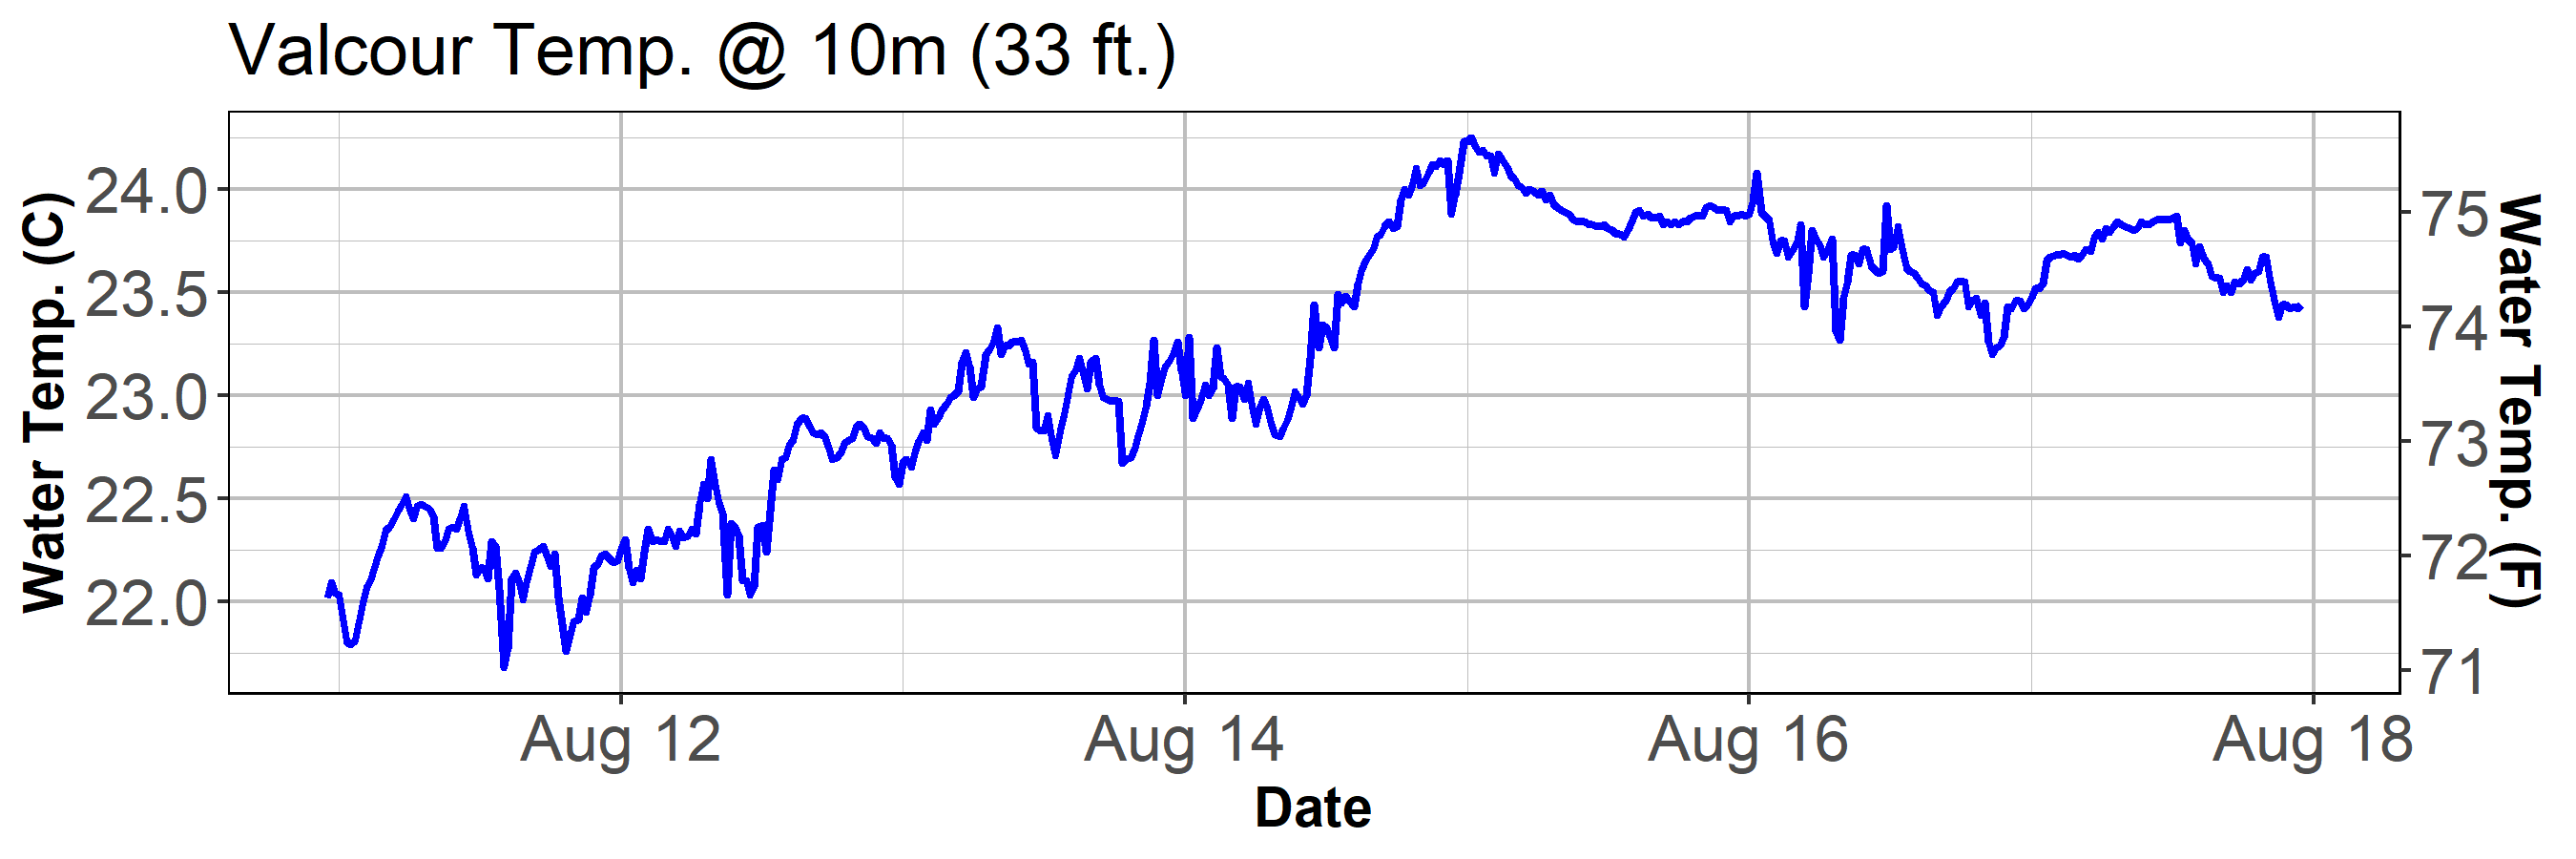 Valcour Temp. @ 10m (33 ft.)
Water Temp. (C)
24.0
23.5
23.0
22.5
22.0
75
74
73
72
71
Water Temp. (F)
Aug 12 Aug 14 Aug 16 Aug 18
Date